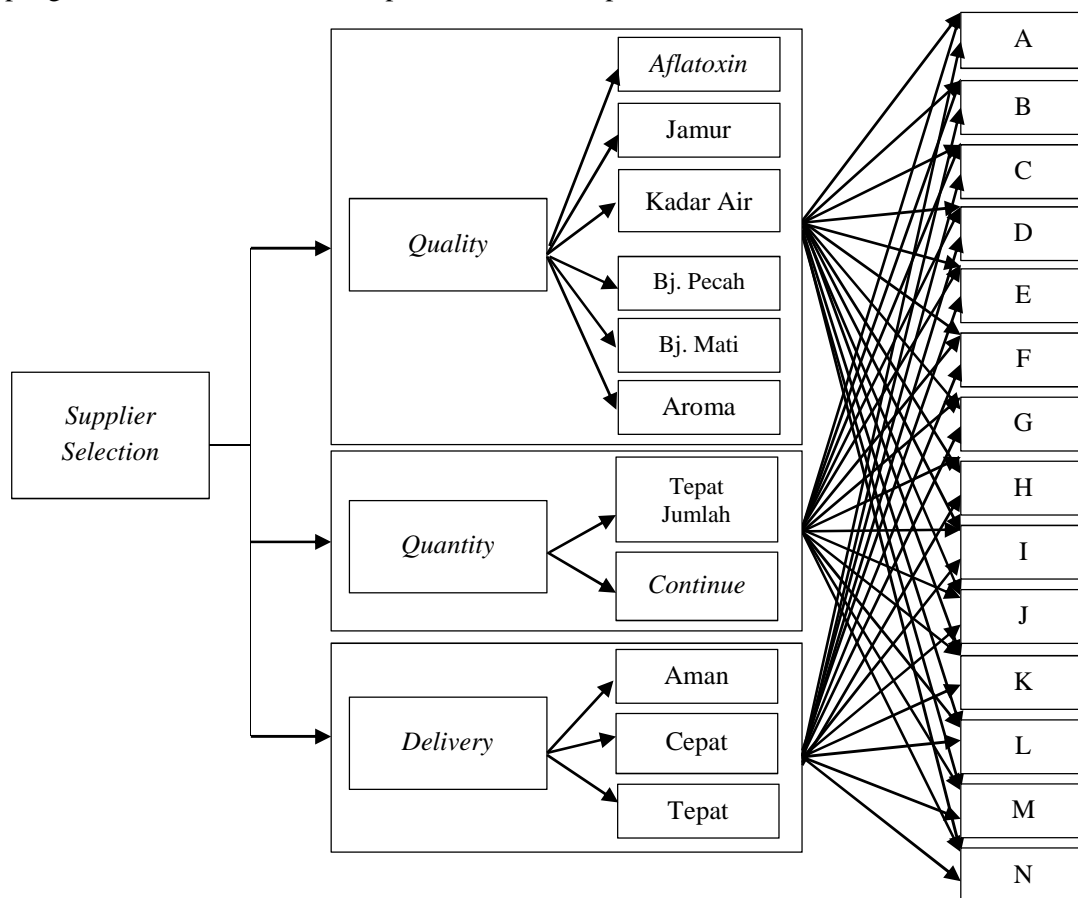 Aflatoxin
Jamur
Kadar Air
Quality
Bj. Pecah
Bj. Mati
Aroma
Supplier
Selection
Tepat
Jumlah
Quantity
Continue
Aman
Delivery
Cepat
Tepat
A
B
C
D
E
F
G
H
I
J
K
L
M
N